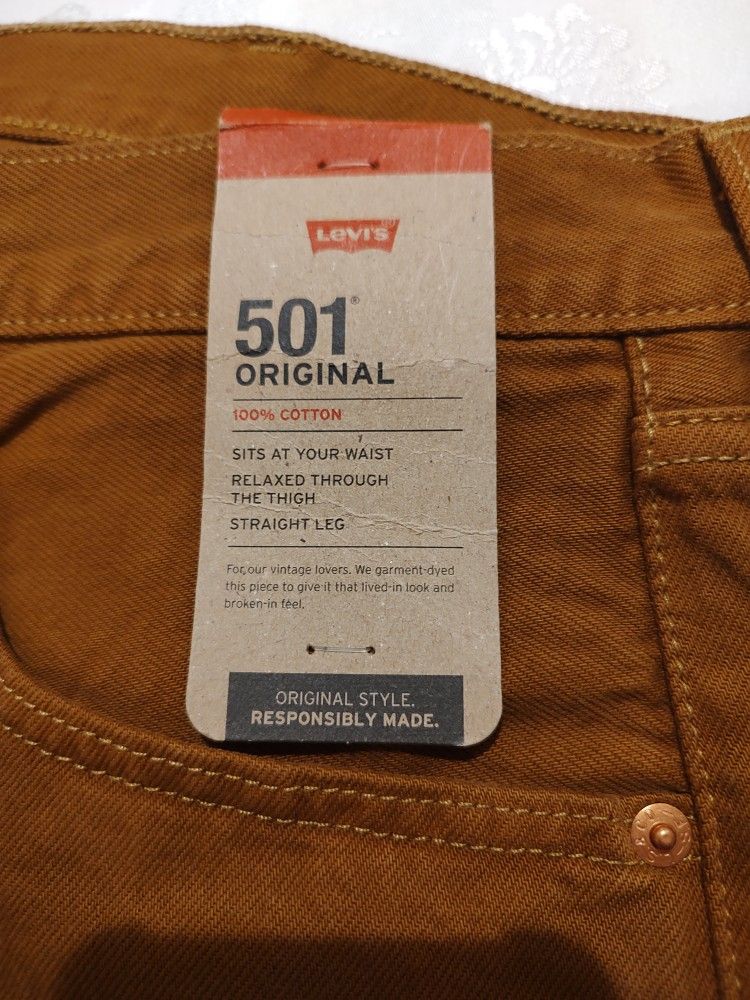 Levi's
501®
ORIGINAL
100% COTTON
SITS AT YOUR WAIST
RELAXED THROUGH
THE THIGH
STRAIGHT LEG
For our vintage lovers. We garment-dyed
this piece to give it that lived-in look and
broken-in feel.
ORIGINAL STYLE.
RESPONSIBLY MADE.